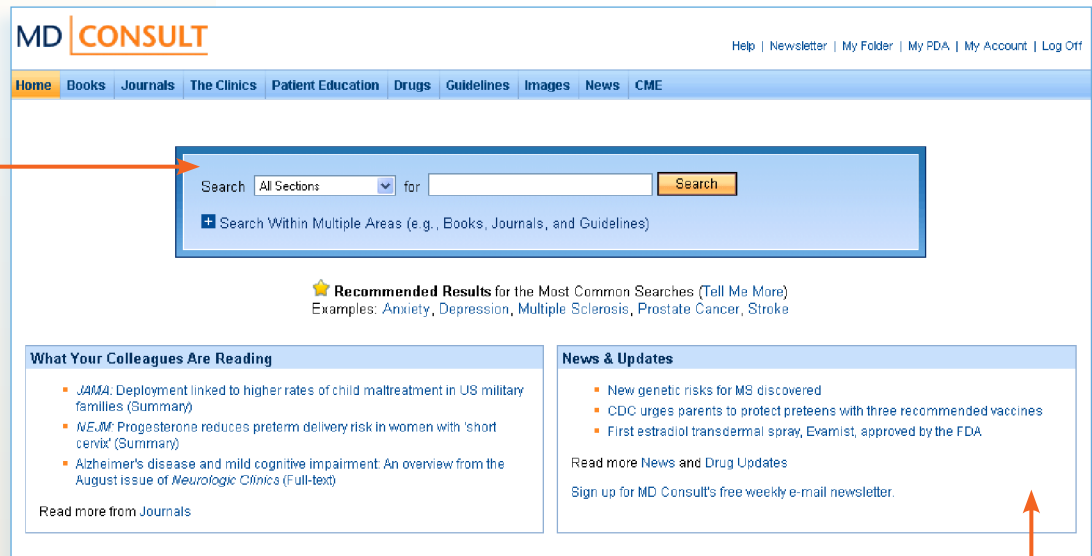 MD CONSULT
Help | Newsletter | My Folder | My PDA | My Account | Log Off
Home Books Journals The Clinics Patient Education Drugs Guidelines Images News CME
Search All Sections for Search
Search Within Multiple Areas (e.g., Books, Journals, and Guidelines)
Recommended Results for the Most Common Searches (Tell Me More)
Examples: Anxiety, Depression, Multiple Sclerosis, Prostate Cancer, Stroke
What Your Colleagues Are Reading
JAMA: Deployment linked to higher rates of child maltreatment in US military
families (Summary)
NEJM: Progesterone reduces preterm delivery risk in women with 'short
cervix' (Summary)
Alzheimer's disease and mild cognitive impairment: An overview from the
August issue of Neurologic Clinics (Full-text)
Read more from Journals
News & Updates
New genetic risks for MS discovered
CDC urges parents to protect preteens with three recommended vaccines
First estradiol transdermal spray, Evamist, approved by the FDA
Read more News and Drug Updates
Sign up for MD Consult's free weekly e-mail newsletter.